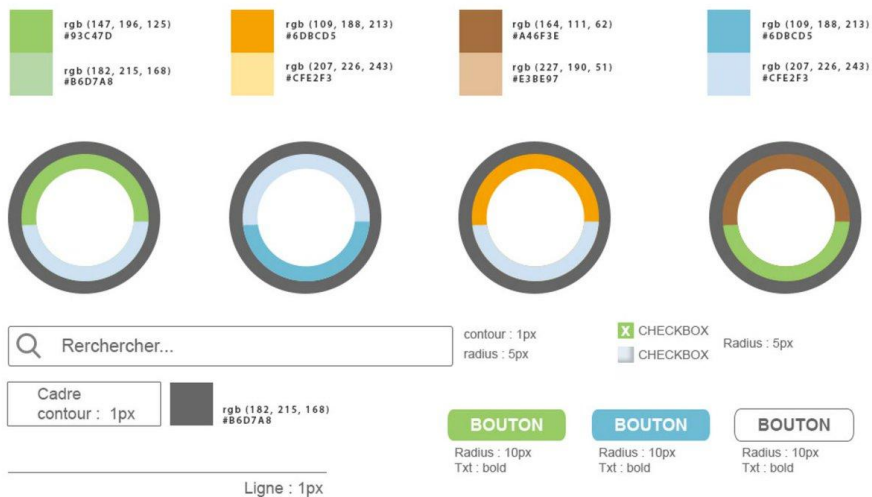 rgb (147, 196, 125)
#93C47D
rgb (182, 215, 168)
#B6D7A8
rgb (109, 188, 213)
#6DBCD5
rgb (207, 226, 243)
#CFE2F3
rgb (164, 111, 62)
#A46F3E
rgb (227, 190, 51)
#E3BE97
rgb (109, 188, 213)
#6DBCD5
rgb (207, 226, 243)
#CFE2F3
Rerchercher...
contour : 1px
radius : 5px
X CHECKBOX
CHECKBOX
Radius : 5px
Cadre
contour : 1px
rgb (182, 215, 168)
#B6D7A8
BOUTON
Radius : 10px
Txt : bold
BOUTON
Radius : 10px
Txt : bold
BOUTON
Radius : 10px
Txt : bold
Ligne : 1px